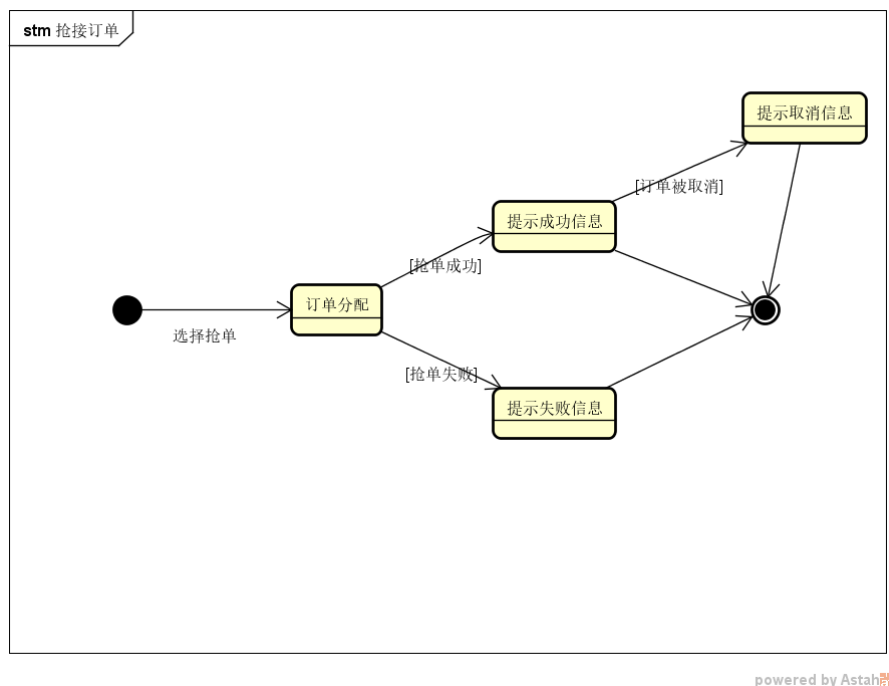 stm 抢接订单
提示取消信息
[订单被取消]
提示成功信息
[抢单成功]
订单分配
选择抢单
[抢单失败]
提示失败信息
powered by Astah